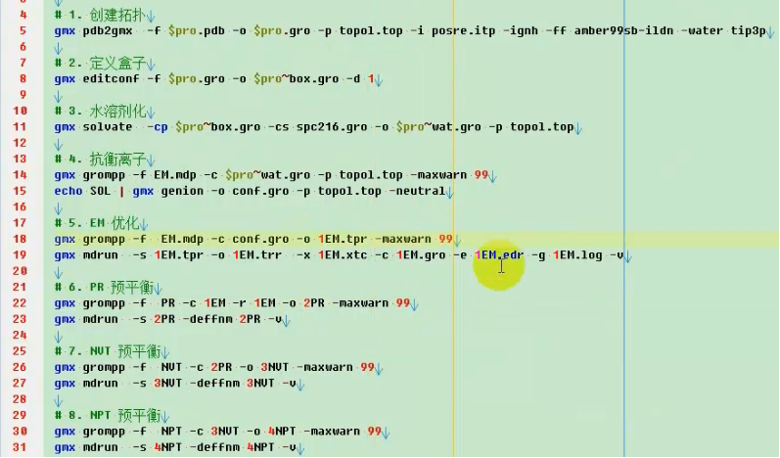 4 # 1. 创建拓扑↓
5 gmx pdb2gmx -f $pro.pdb -o $pro.gro -p topol.top -i posre.itp -ignh -ff amber99sb-ildn -water tip3p↓
6 ↓
7 # 2. 定义盒子↓
8 gmx editconf -f $pro.gro -o $pro~box.gro -d 1↓
9 ↓
10 # 3. 水溶剂化↓
11 gmx solvate -cp $pro~box.gro -cs spc216.gro -o $pro~wat.gro -p topol.top↓
12 ↓
13 # 4. 抗衡离子↓
14 gmx grompp -f EM.mdp -c $pro~wat.gro -p topol.top -maxwarn 99↓
15 echo SOL | gmx genion -o conf.gro -p topol.top -neutral↓
16 ↓
17 # 5. EM 优化↓
18 gmx grompp -f EM.mdp -c conf.gro -o 1EM.tpr -maxwarn 99↓
19 gmx mdrun -s 1EM.tpr -o 1EM.trr -x 1EM.xtc -c 1EM.gro -e 1EM.edr -g 1EM.log -v↓
20 ↓
21 # 6. PR 预平衡↓
22 gmx grompp -f PR -c 1EM -r 1EM -o 2PR -maxwarn 99↓
23 gmx mdrun -s 2PR -deffnm 2PR -v↓
24 ↓
25 # 7. NVT 预平衡↓
26 gmx grompp -f NVT -c 2PR -o 3NVT -maxwarn 99↓
27 gmx mdrun -s 3NVT -deffnm 3NVT -v↓
28 ↓
29 # 8. NPT 预平衡↓
30 gmx grompp -f NPT -c 3NVT -o 4NPT -maxwarn 99↓
31 gmx mdrun -s 4NPT -deffnm 4NPT -v↓